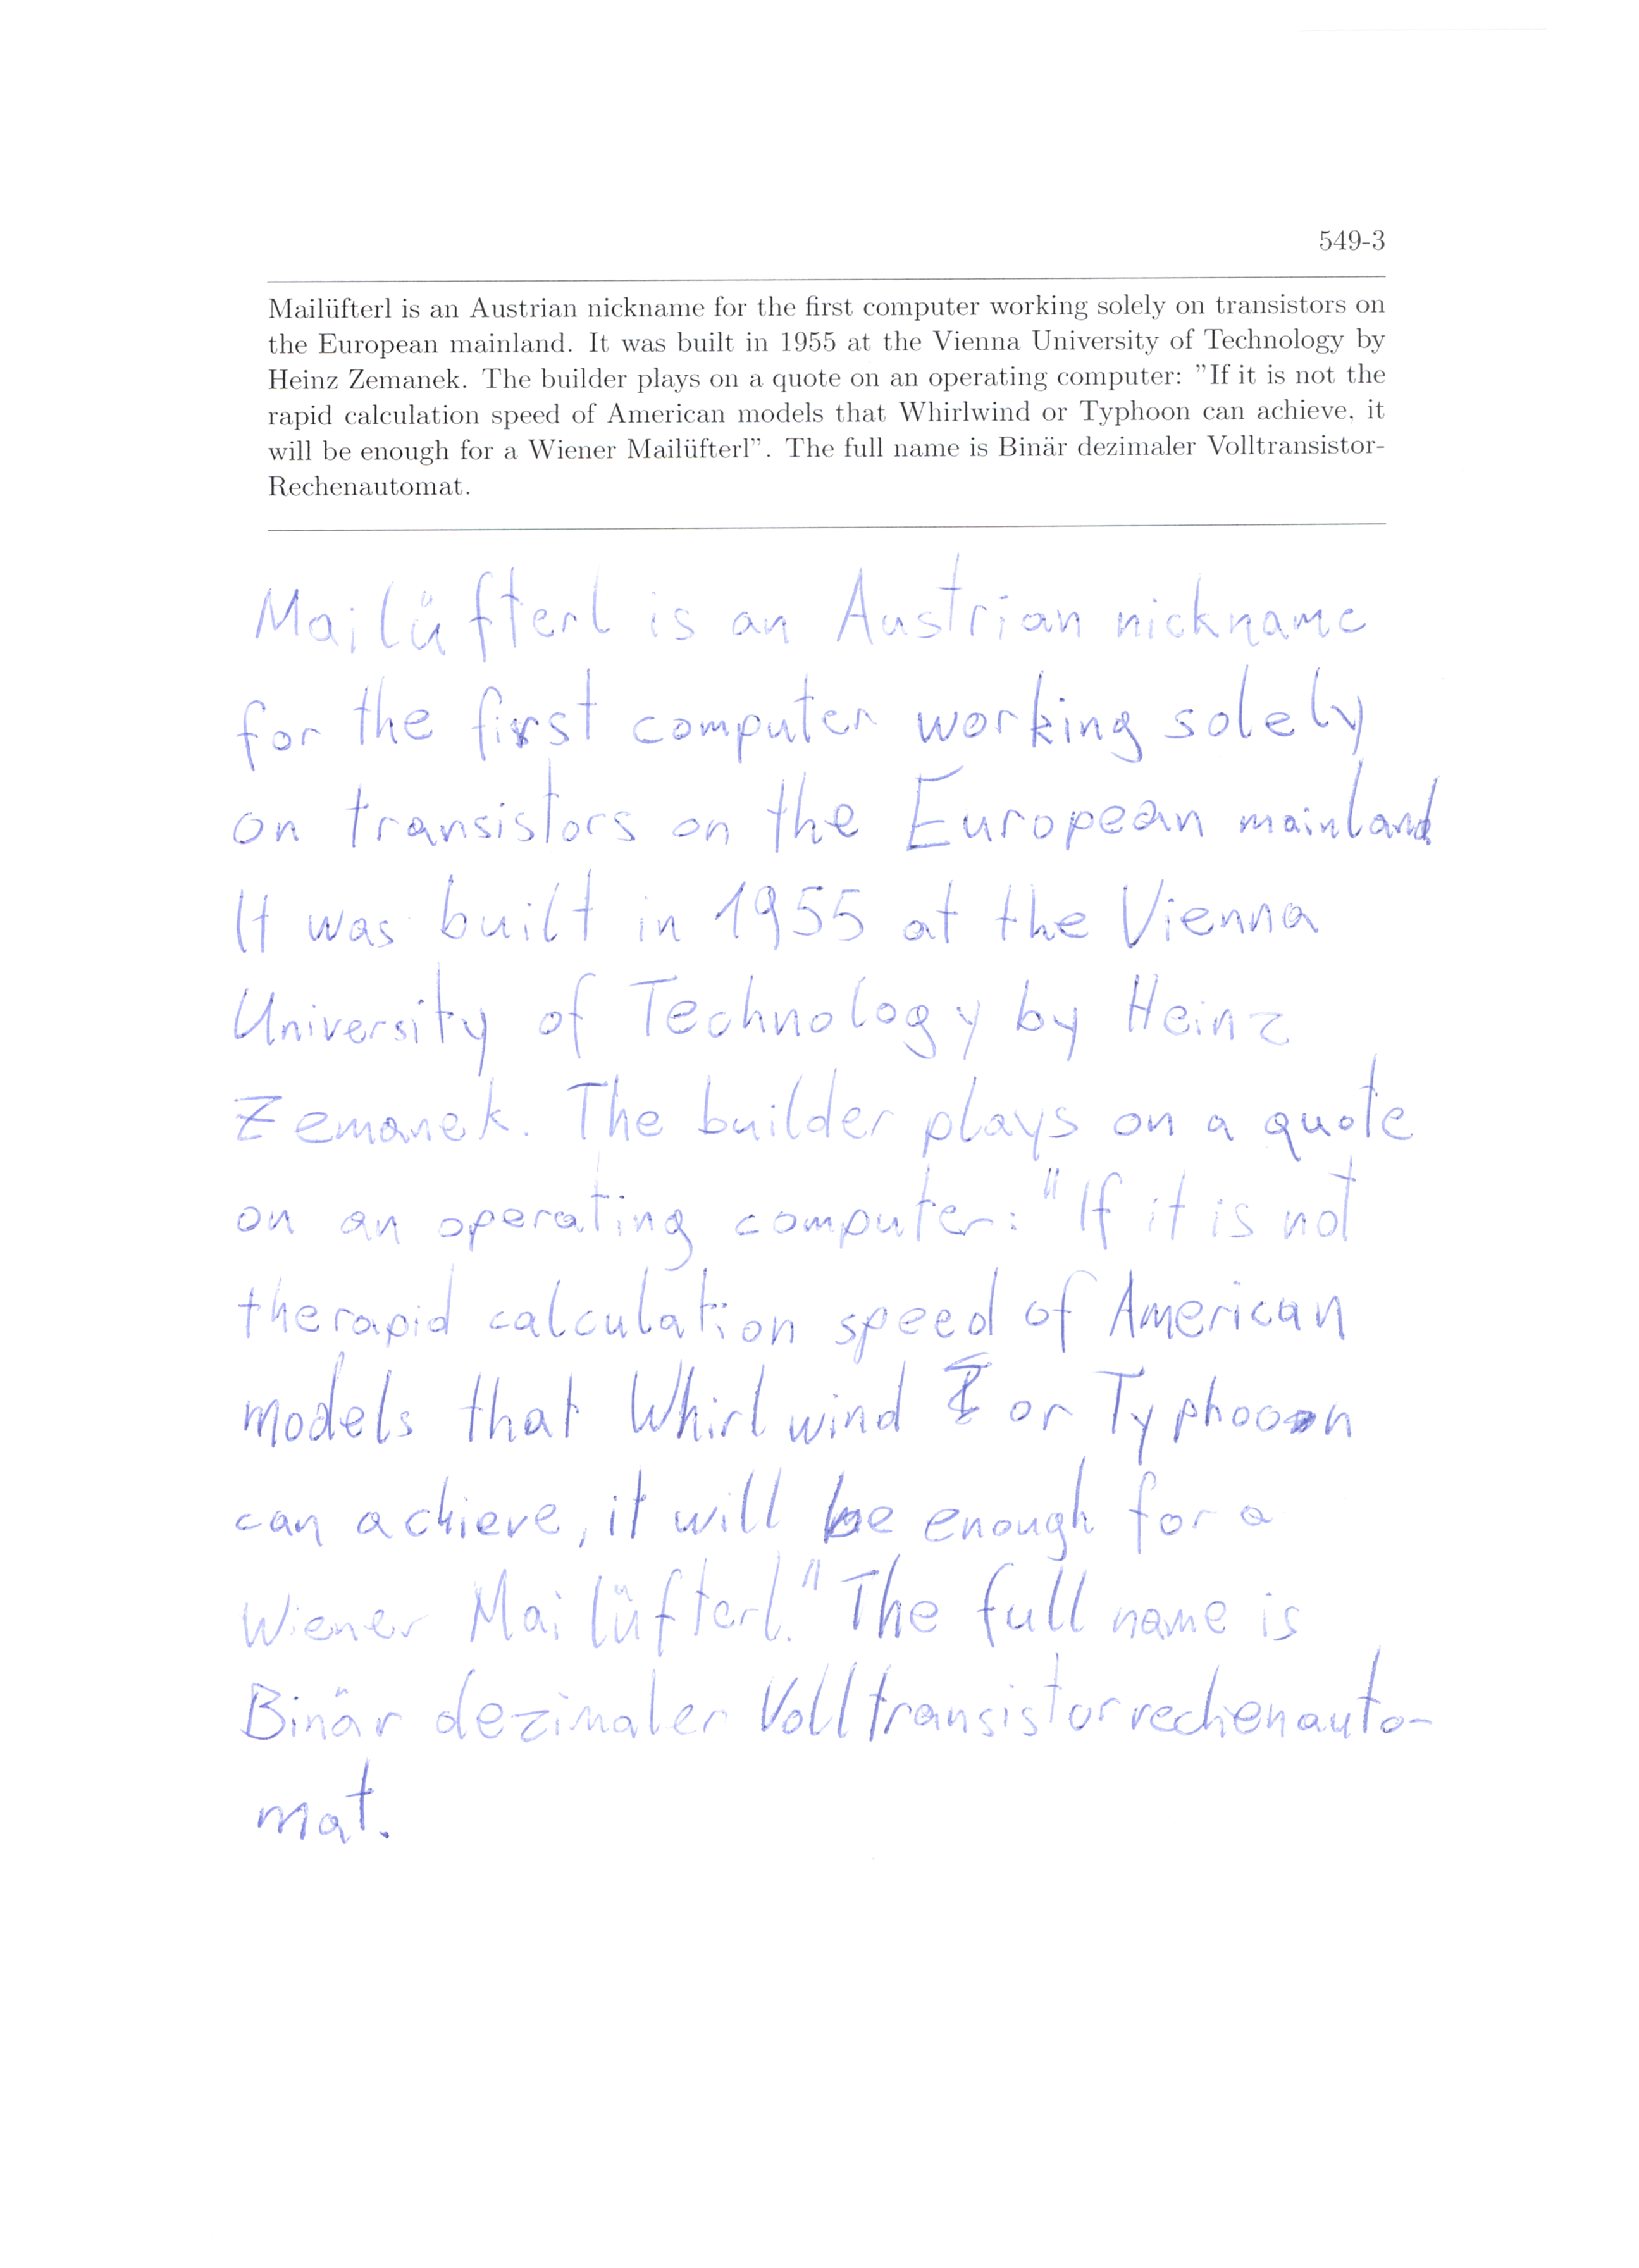 549-3
Mailüfterl is an Austrian nickname for the first computer working solely on transistors on
the European mainland. It was built in 1955 at the Vienna University of Technology by
Heinz Zemanek. The builder plays on a quote on an operating computer: ”If it is not the
rapid calculation speed of American models that Whirlwind or Typhoon can achieve, it
will be enough for a Wiener Mailüfterl”. The full name is Binär dezimaler Volltransistor-
Rechenautomat.
Mailüfterl is an Austrian nickname
for the first computer working solely
on transistors on the European mainland.
It was built in 1955 at the Vienna
University of Technology by Heinz
Zemanek. The builder plays on a quote
on an operating computer: "If it is not
the rapid calculation speed of American
models that Whirlwind or Typhoon
can achieve, it will be enough for a
Wiener Mailüfterl." The full name is
Binär dezimaler Volltransistorrechenauto-
mat.